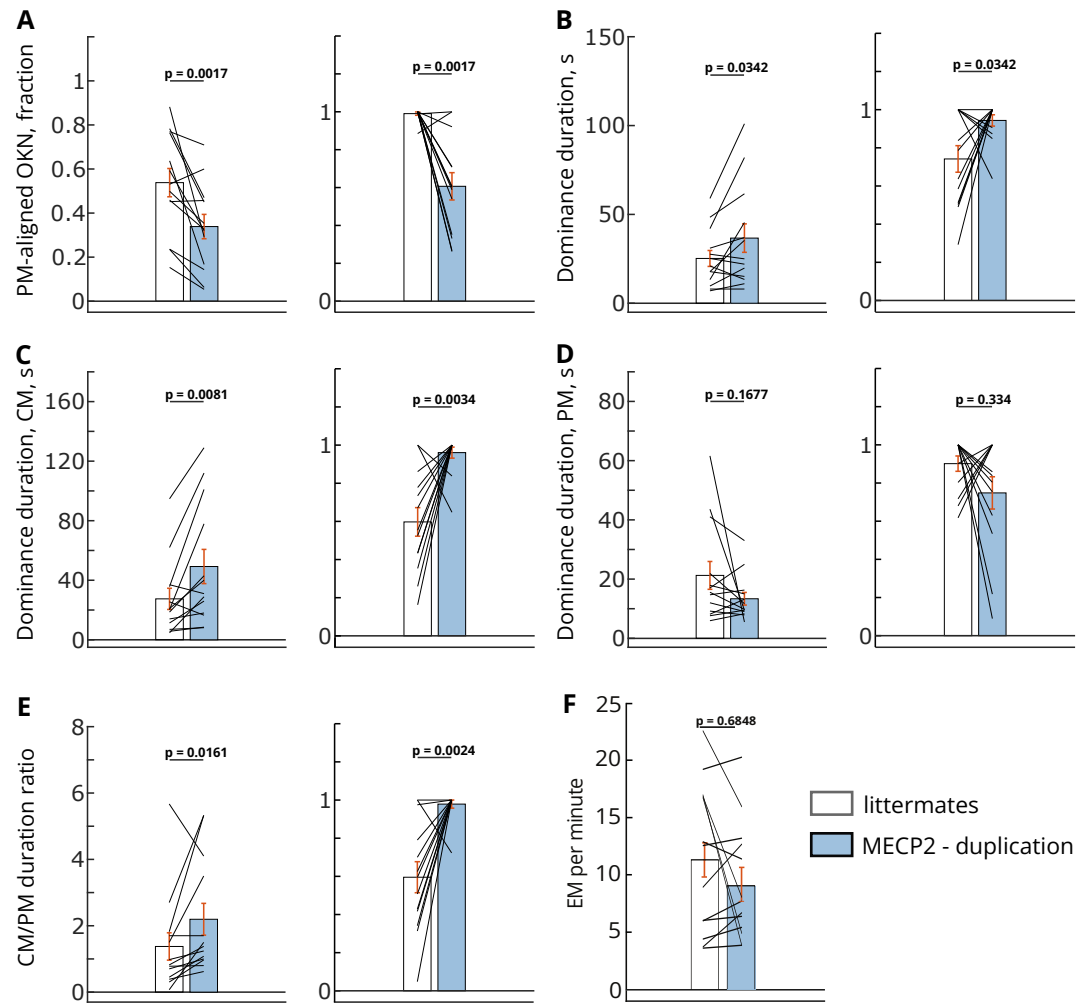 A
PM-aligned OKN, fraction
1
0.8
0.6
0.4
0.2
0
p = 0.0017
1
0
p = 0.0017
B
Dominance duration, s
150
100
50
0
p = 0.0342
1
0
p = 0.0342
C
Dominance duration, CM, s
160
120
80
40
0
p = 0.0081
1
0
p = 0.0034
D
Dominance duration, PM, s
80
60
40
20
0
p = 0.1677
1
0
p = 0.334
E
CM/PM duration ratio
8
6
4
2
0
p = 0.0161
1
0
p = 0.0024
F
EM per minute
25
20
15
10
5
0
p = 0.6848
littermates
MECP2 - duplication